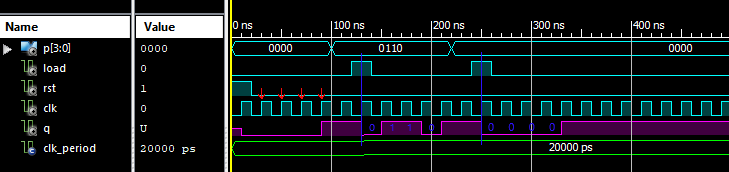 Name Value 0 ns 100 ns 200 ns 300 ns 400 ns
p[3:0] 0000 0000 0110 0000
load 0
rst 1
clk 0
q U 0 1 1 0 0 0 0 0
clk_period 20000 ps 20000 ps